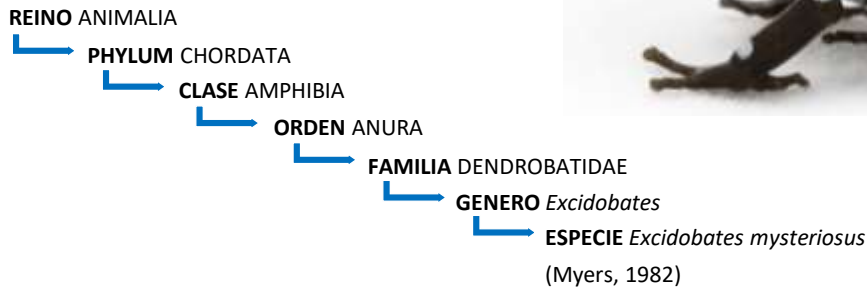 REINO ANIMALIA
PHYLUM CHORDATA
CLASE AMPHIBIA
ORDEN ANURA
FAMILIA DENDROBATIDAE
GENERO Excidobates
ESPECIE Excidobates mysteriosus
(Myers, 1982)